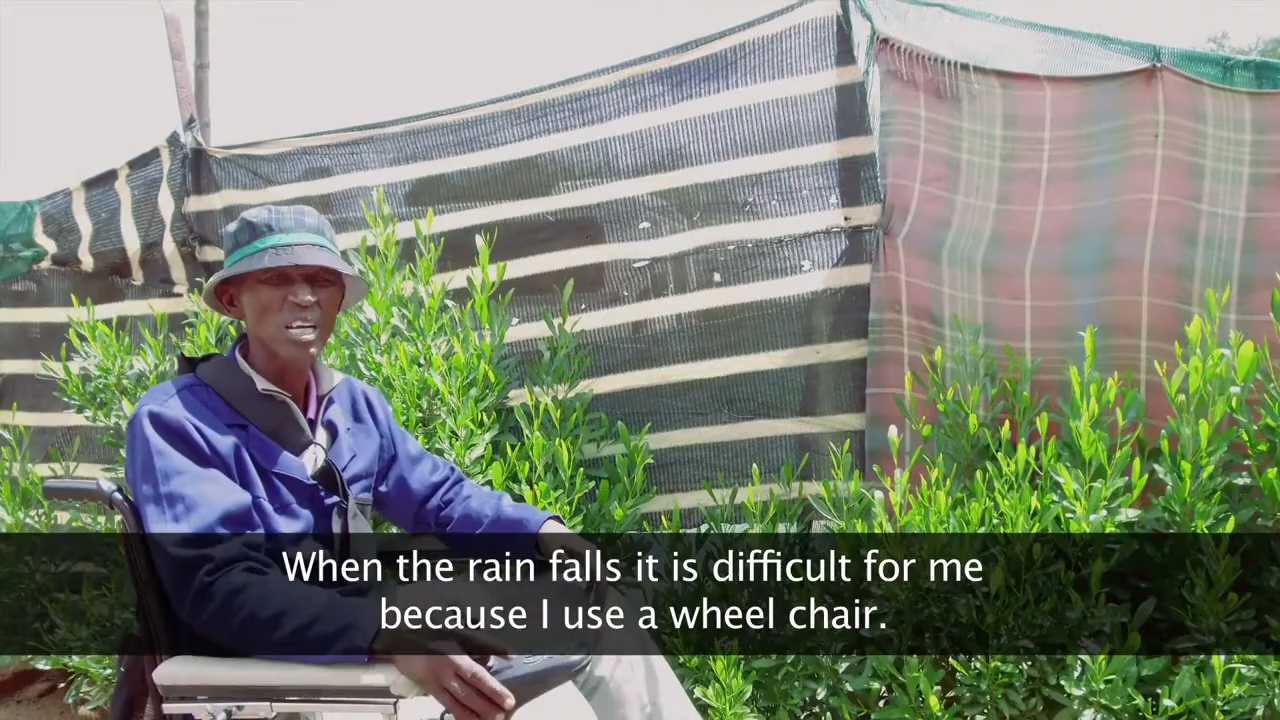 When the rain falls it is difficult for me
because I use a wheel chair.